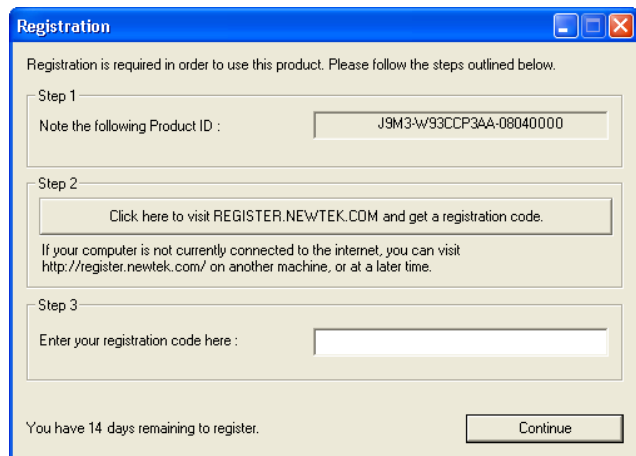 Registration
Registration is required in order to use this product. Please follow the steps outlined below.
Step 1
Note the following Product ID :
J9M3-W93CCP3AA-08040000
Step 2
Click here to visit REGISTER.NEWTEK.COM and get a registration code.
If your computer is not currently connected to the internet, you can visit
http://register.newtek.com/ on another machine, or at a later time.
Step 3
Enter your registration code here :
You have 14 days remaining to register.
Continue